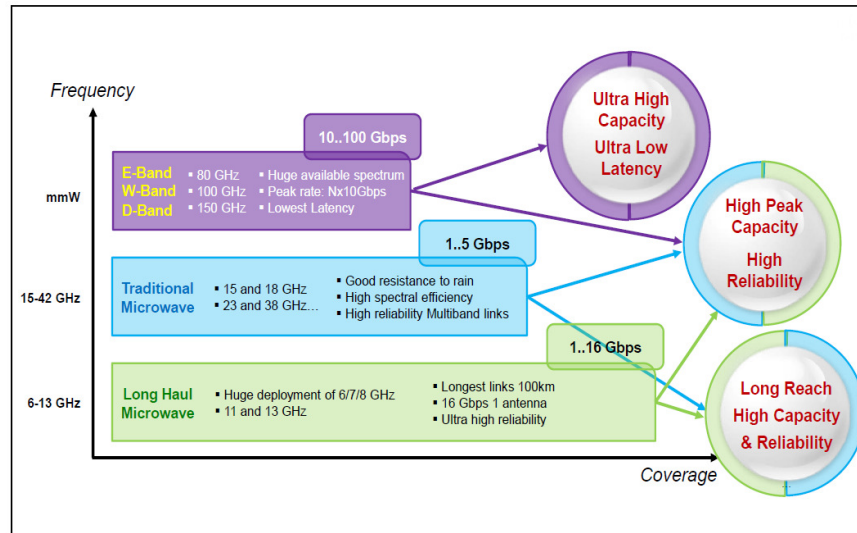 Frequency
10..100 Gbps
Ultra High
Capacity
Ultra Low
Latency
mmW
E-Band
W-Band
D-Band
▪ 80 GHz
▪ 100 GHz
▪ 150 GHz
▪ Huge available spectrum
▪ Peak rate: Nx10Gbps
▪ Lowest Latency
High Peak
Capacity
High
Reliability
1..5 Gbps
15-42 GHz
Traditional
Microwave
▪ 15 and 18 GHz
▪ 23 and 38 GHz…
▪ Good resistance to rain
▪ High spectral efficiency
▪ High reliability Multiband links
1..16 Gbps
6-13 GHz
Long Haul
Microwave
▪ Huge deployment of 6/7/8 GHz
▪ 11 and 13 GHz
▪ Longest links 100km
▪ 16 Gbps 1 antenna
▪ Ultra high reliability
Long Reach
High Capacity
& Reliability
...
Coverage